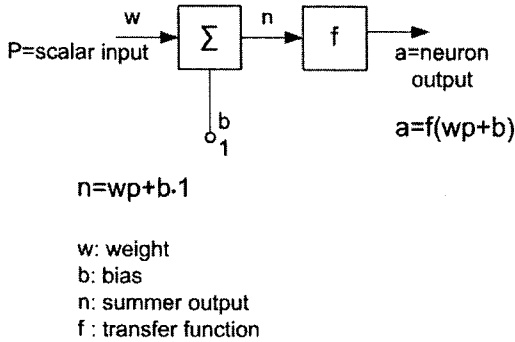 w
n
P=scalar input
Σ
f
a=neuron
output
b
1
a=f(wp+b)
n=wp+b.1
w: weight
b: bias
n: summer output
f : transfer function